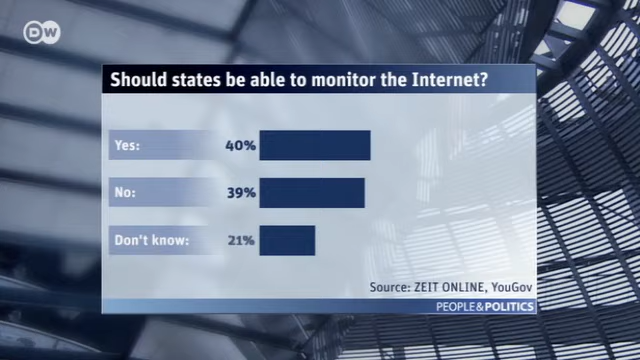 DW
Should states be able to monitor the Internet?
Yes: 40%
No: 39%
Don't know: 21%
Source: ZEIT ONLINE, YouGov
PEOPLE&POLITICS